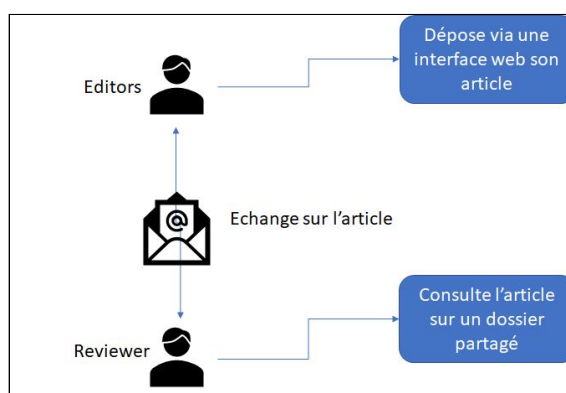 Dépose via une
interface web son
article
Editors
@
Echange sur l'article
Consulte l'article
sur un dossier
partagé
Reviewer